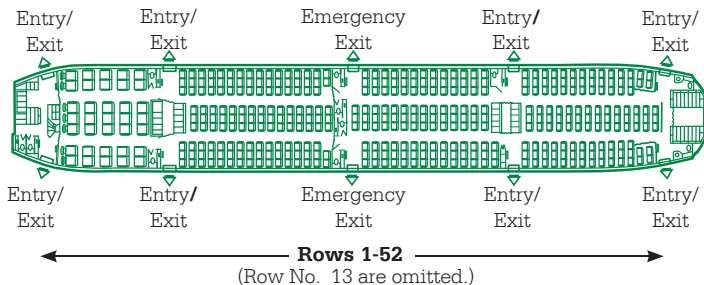 Entry/ Entry/ Emergency Entry/ Entry/
Exit Exit Exit Exit Exit
Entry/ Entry/ Emergency Entry/ Entry/
Exit Exit Exit Exit Exit
Rows 1-52
(Row No. 13 are omitted.)